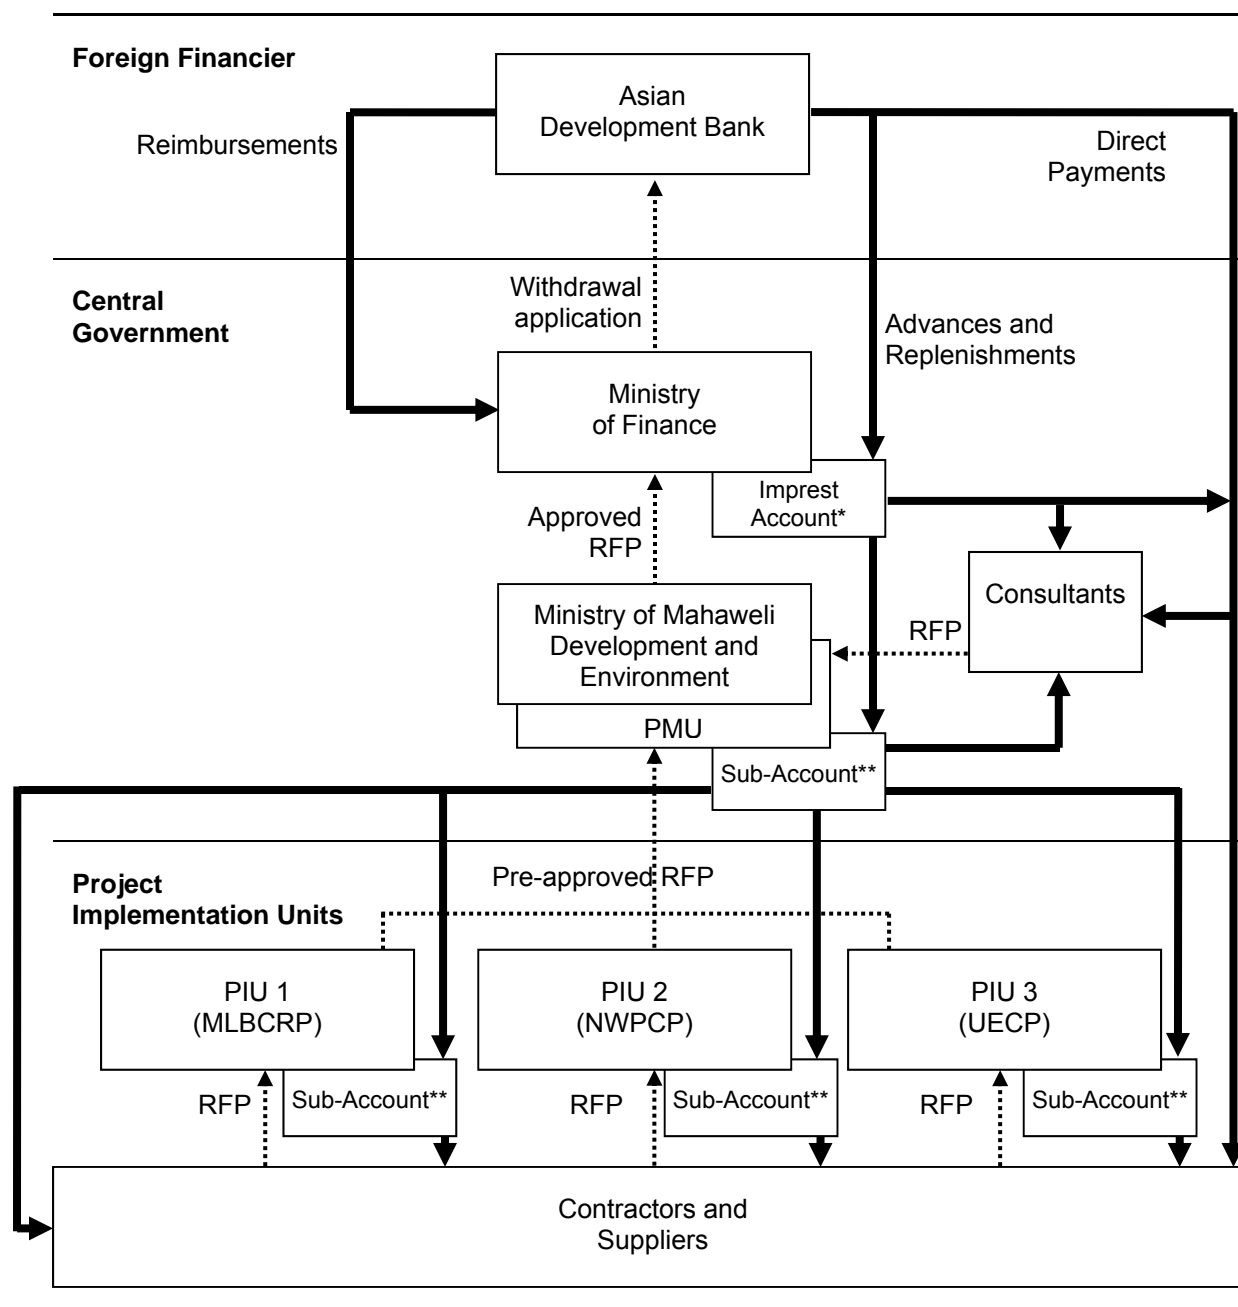 Foreign Financier
Asian
Development Bank
Reimbursements
Direct
Payments
Central
Government
Withdrawal
application
Advances and
Replenishments
Ministry
of Finance
Imprest
Account*
Approved
RFP
Consultants
Ministry of Mahaweli
Development and
Environment
RFP
PMU
Sub-Account**
Project
Implementation Units
Pre-approved RFP
PIU 1
(MLBCRP)
PIU 2
(NWPCP)
PIU 3
(UECP)
RFP
Sub-Account**
RFP
Sub-Account**
RFP
Sub-Account**
Contractors and
Suppliers